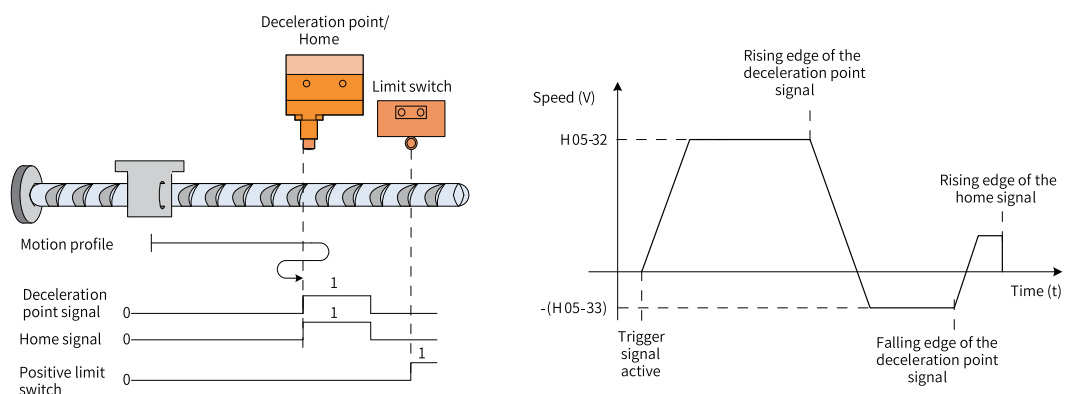 Deceleration point/
Home
Limit switch
Motion profile
1
Deceleration
point signal
0
1
Home signal
0
1
Positive limit
switch
0
Rising edge of the
deceleration point
signal
Speed (V)
H05-32
Rising edge of the
home signal
Time (t)
-(H05-33)
Trigger
signal
active
Falling edge of the
deceleration point
signal